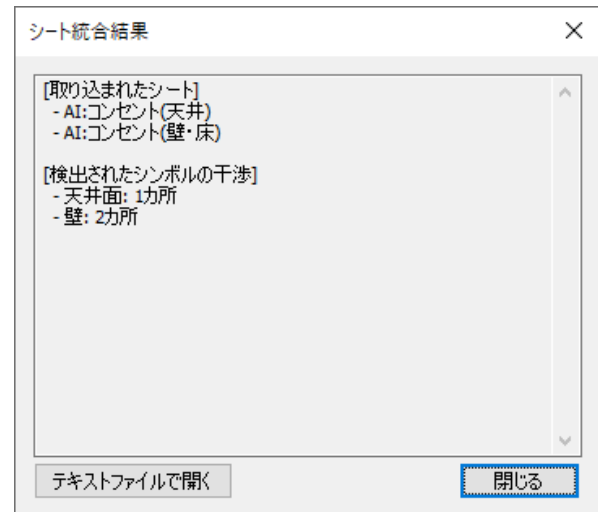 シート統合結果
[取り込まれたシート]
- AI:コンセント(天井)
- AI:コンセント(壁・床)
[検出されたシンボルの干渉]
- 天井面: 1カ所
- 壁: 2カ所
テキストファイルで開く
閉じる